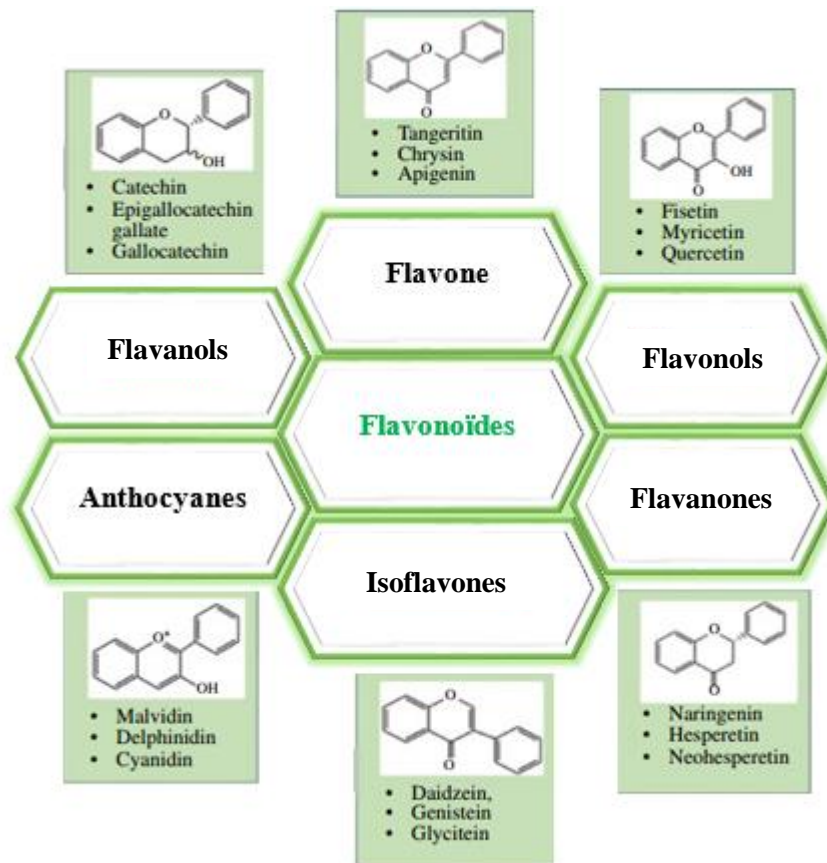 O
O
• Tangeritin
• Chrysin
• Apigenin
O
OH
• Catechin
• Epigallocatechin
gallate
• Gallocatechin
O
O
OH
• Fisetin
• Myricetin
• Quercetin
Flavone
Flavanols
Flavonols
Flavonoïdes
Anthocyanes
Flavanones
Isoflavones
O+
OH
• Malvidin
• Delphinidin
• Cyanidin
O
O
• Daidzein,
• Genistein
• Glycitein
O
O
• Naringenin
• Hesperetin
• Neohesperetin